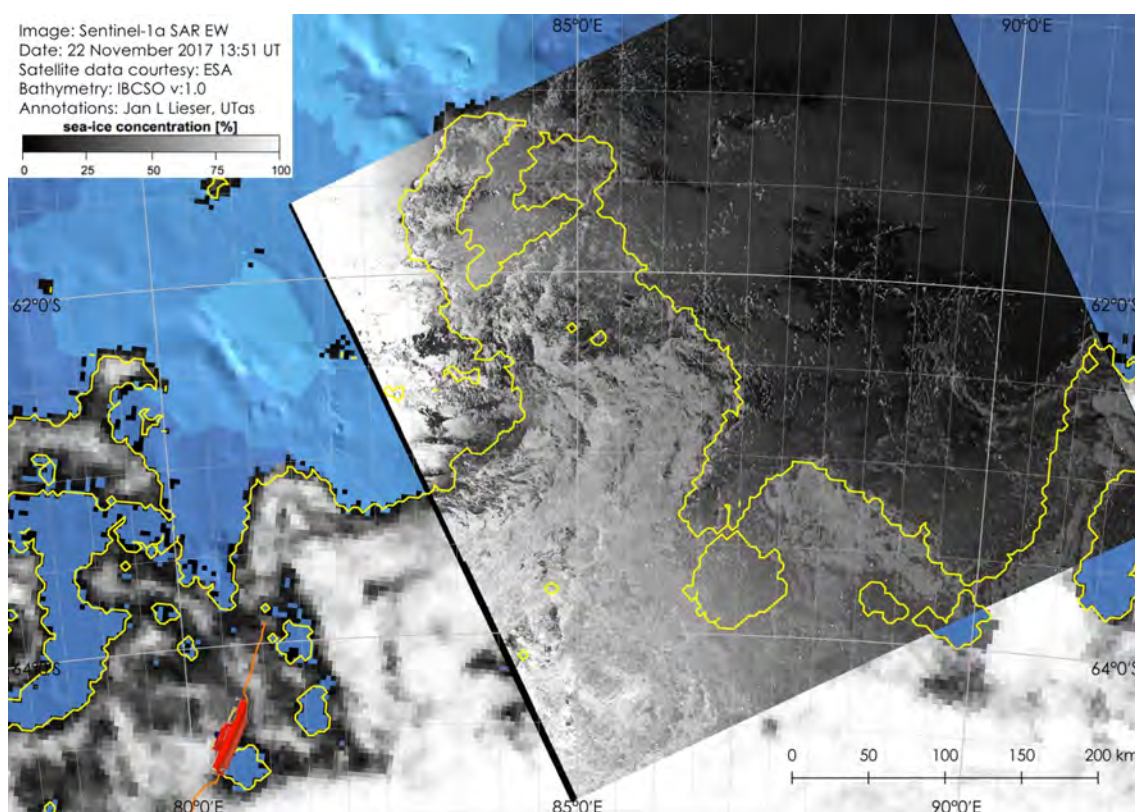 Image: Sentinel-1a SAR EW
Date: 22 November 2017 13:51 UT
Satellite data courtesy: ESA
Bathymetry: IBCSO v:1.0
Annotations: Jan L Lieser, UTas
sea-ice concentration [%]
0 25 50 75 100
85°0'E 90°0'E
62°0'S 62°0'S
64°0'S 64°0'S
0 50 100 150 200 km
80°0'E 85°0'E 90°0'E